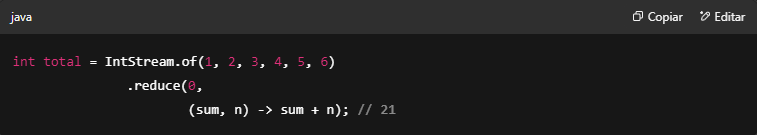 java Copiar Editar
int total = IntStream.of(1, 2, 3, 4, 5, 6)
.reduce(0,
(sum, n) -> sum + n); // 21